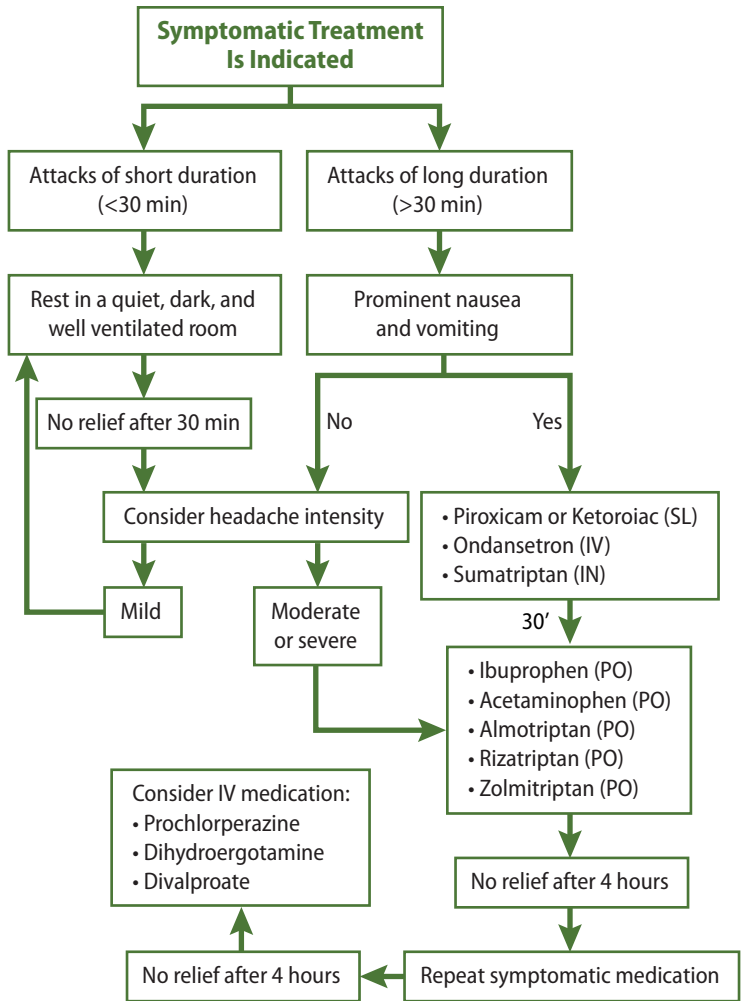 Symptomatic Treatment
Is Indicated
Attacks of short duration
(<30 min)
Attacks of long duration
(>30 min)
Rest in a quiet, dark, and
well ventilated room
Prominent nausea
and vomiting
No relief after 30 min
No
Yes
Consider headache intensity
• Piroxicam or Ketoroiac (SL)
• Ondansetron (IV)
• Sumatriptan (IN)
Mild
Moderate
or severe
30′
• Ibuprophen (PO)
• Acetaminophen (PO)
• Almotriptan (PO)
• Rizatriptan (PO)
• Zolmitriptan (PO)
Consider IV medication:
• Prochlorperazine
• Dihydroergotamine
• Divalproate
No relief after 4 hours
Repeat symptomatic medication
No relief after 4 hours